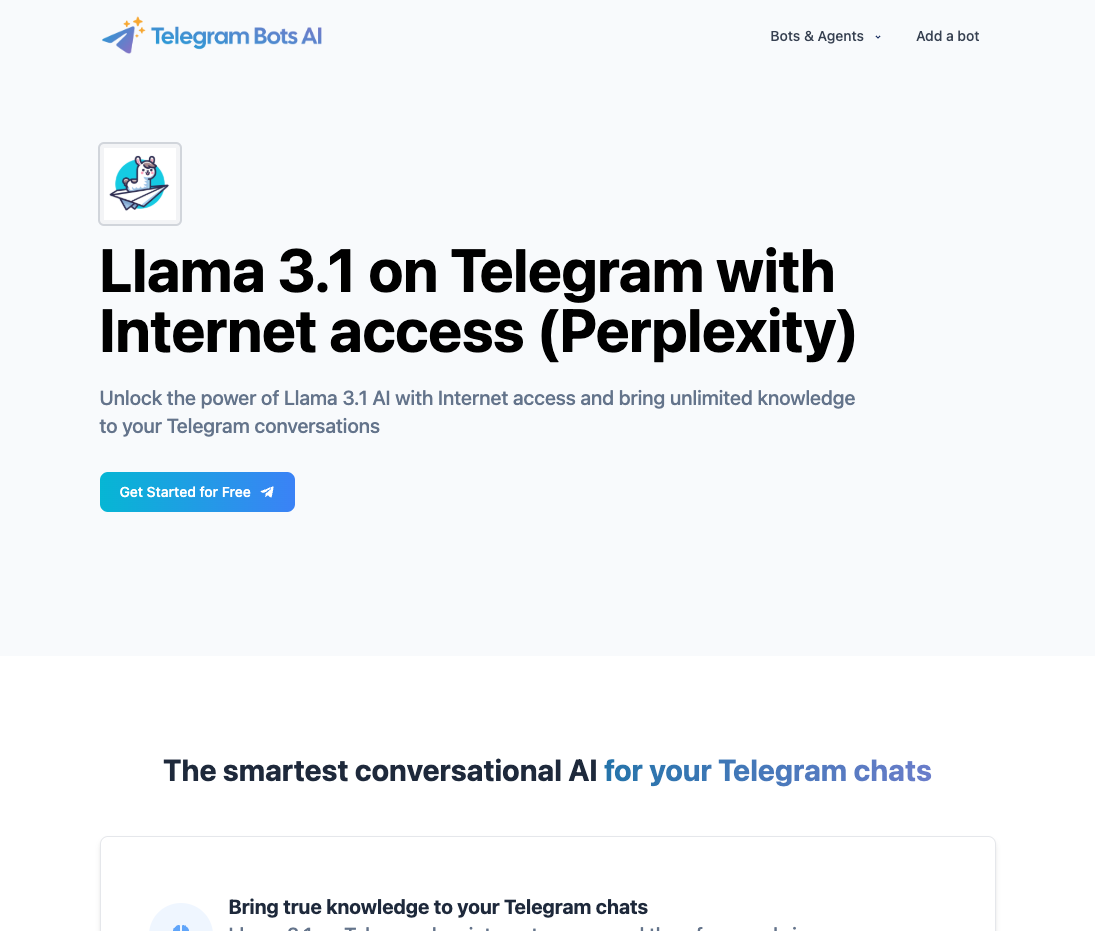 Telegram Bots AI
Bots & Agents
Add a bot
Llama 3.1 on Telegram with
Internet access (Perplexity)
Unlock the power of Llama 3.1 AI with Internet access and bring unlimited knowledge
to your Telegram conversations
Get Started for Free
The smartest conversational AI for your Telegram chats
Bring true knowledge to your Telegram chats